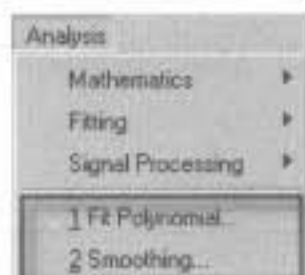 Analysis
Mathematics
Fitting
Signal Processing
1 Fit Polynomial...
2 Smoothing...